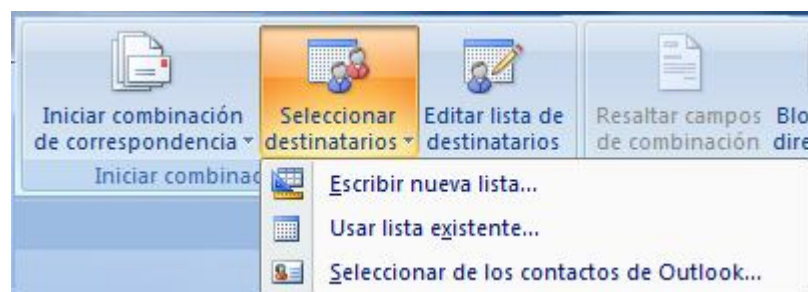 Iniciar combinación
de correspondencia
Seleccionar
destinatarios
Editar lista de
destinatarios
Resaltar campos
de combinación
Iniciar
Escribir nueva lista...
Usar lista existente...
Seleccionar de los contactos de Outlook...